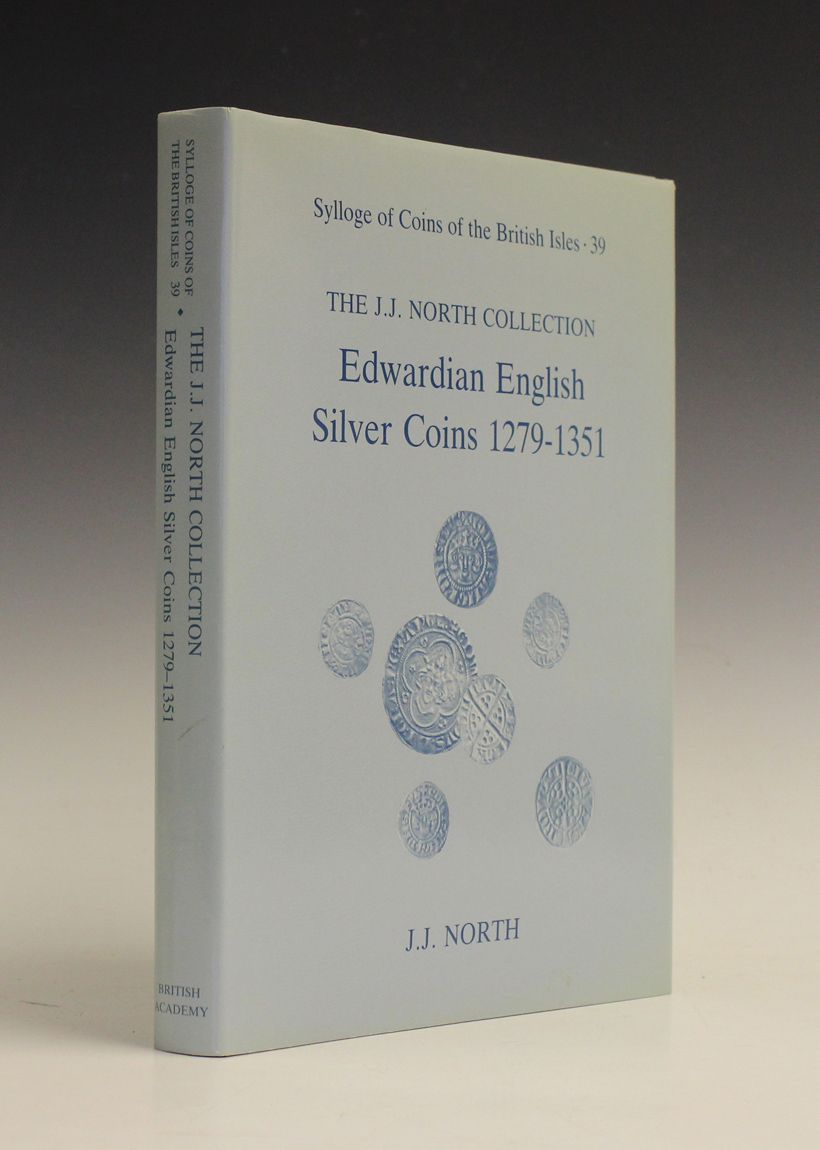 SYLLOGE OF COINS OF
THE BRITISH ISLES 39
THE J.J. NORTH COLLECTION
Edwardian English Silver Coins 1279–1351
BRITISH
ACADEMY
Sylloge of Coins of the British Isles · 39
THE J.J. NORTH COLLECTION
Edwardian English
Silver Coins 1279-1351
J.J. NORTH